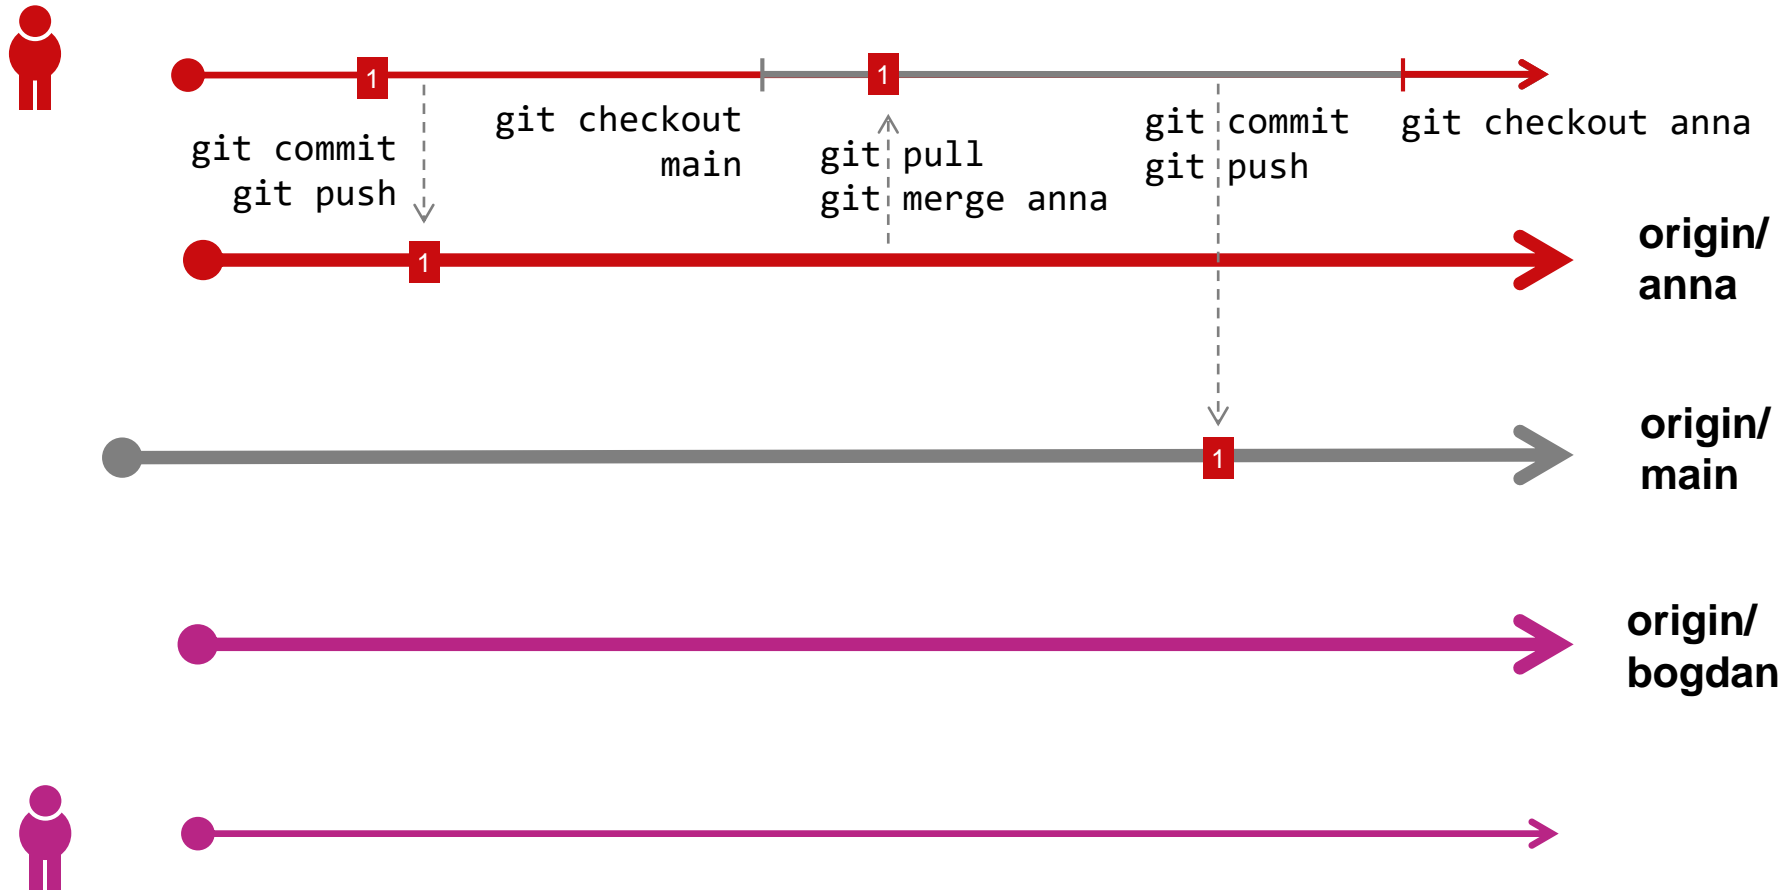 1
1
git checkout
main
git commit
git push
git pull
git merge anna
git commit
git push
git checkout anna
1
origin/
anna
1
origin/
main
origin/
bogdan